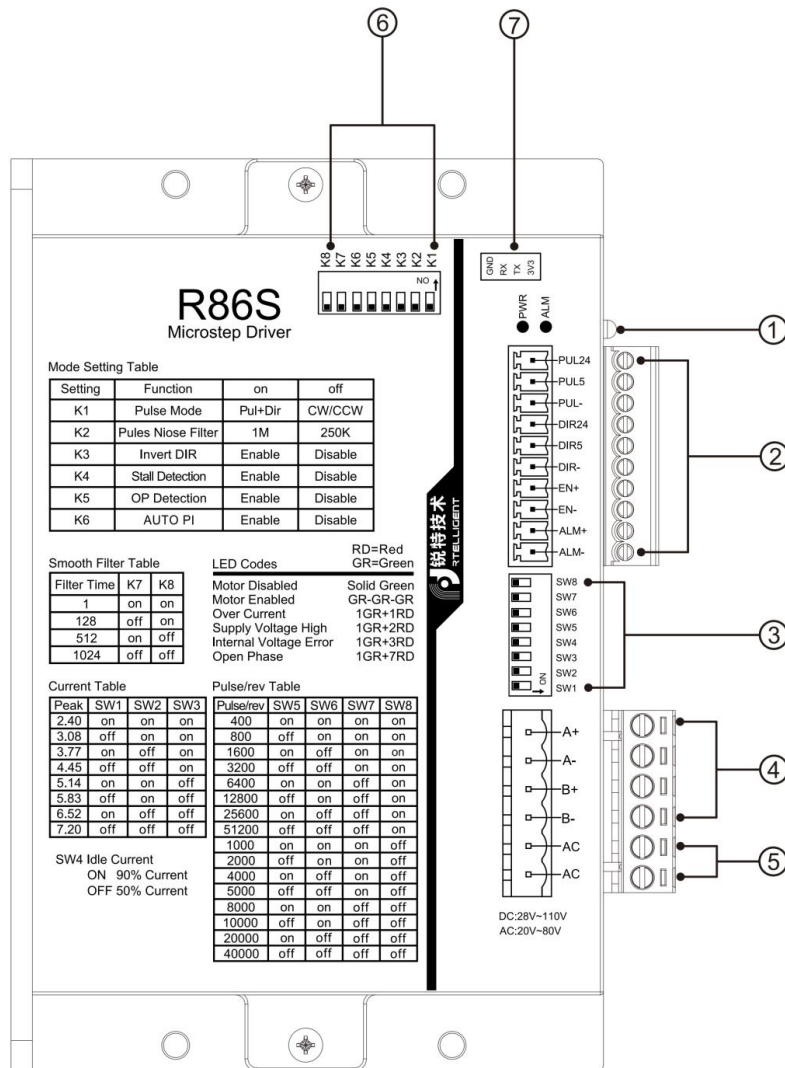 ⑥ ⑦
K8 K7 K6 K5 K4 K3 K2 K1
ON
GND RX TX 3V3
R86S
Microstep Driver
PWR ALM
①
Mode Setting Table
Setting Function on off
K1 Pulse Mode Pul+Dir CW/CCW
K2 Pules Niose Filter 1M 250K
K3 Invert DIR Enable Disable
K4 Stall Detection Enable Disable
K5 OP Detection Enable Disable
K6 AUTO PI Enable Disable
PUL24
PUL5
PUL-
DIR24
DIR5
DIR-
EN+
EN-
ALM+
ALM-
②
锐特技术
RTELLIGENT
Smooth Filter Table
Filter Time K7 K8
1 on on
128 off on
512 on off
1024 off off
LED Codes
RD=Red
GR=Green
Motor Disabled Solid Green
Motor Enabled GR-GR-GR
Over Current 1GR+1RD
Supply Voltage High 1GR+2RD
Internal Voltage Error 1GR+3RD
Open Phase 1GR+7RD
SW8
SW7
SW6
SW5
SW4
SW3
SW2
SW1
ON
③
Current Table
Peak SW1 SW2 SW3
2.40 on on on
3.08 off on on
3.77 on off on
4.45 off off on
5.14 on on off
5.83 off on off
6.52 on off off
7.20 off off off
SW4 Idle Current
ON 90% Current
OFF 50% Current
Pulse/rev Table
Pulse/rev SW5 SW6 SW7 SW8
400 on on on on
800 off on on on
1600 on off on on
3200 off off on on
6400 on on off on
12800 off on off on
25600 on off off on
51200 off off off on
1000 on on on off
2000 off on on off
4000 on off on off
5000 off off on off
8000 on on off off
10000 off on off off
20000 on off off off
40000 off off off off
A+
A-
B+
B-
AC
AC
④
⑤
DC:28V~110V
AC:20V~80V